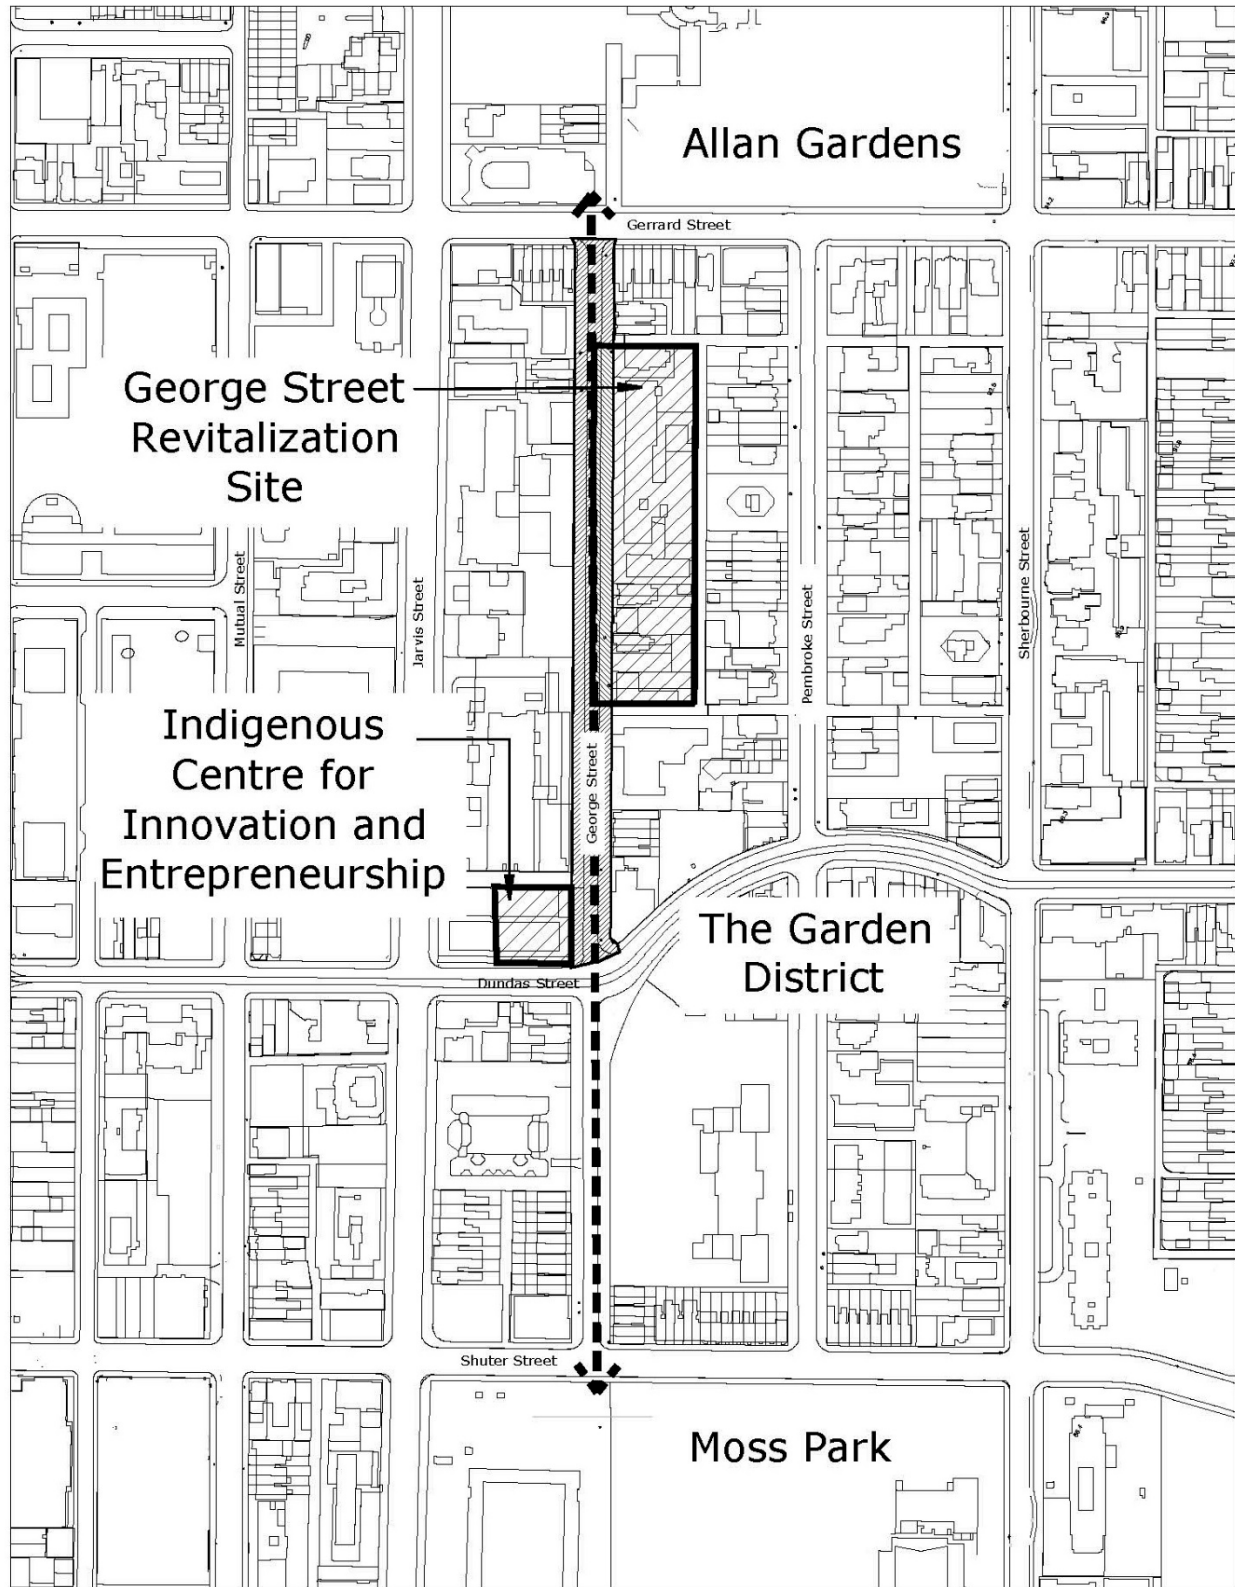 Allan Gardens
Gerrard Street
George Street
Revitalization
Site
Mutual Street
Jarvis Street
Pembroke Street
Sherbourne Street
Indigenous
Centre for
Innovation and
Entrepreneurship
George Street
The Garden
District
Dundas Street
Shuter Street
Moss Park